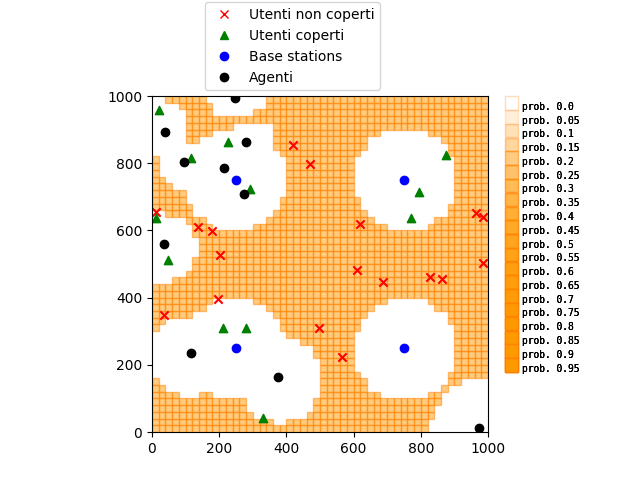 Utenti non coperti
Utenti coperti
Base stations
Agenti
1000
800
600
400
200
0
0 200 400 600 800 1000
prob. 0.0
prob. 0.05
prob. 0.1
prob. 0.15
prob. 0.2
prob. 0.25
prob. 0.3
prob. 0.35
prob. 0.4
prob. 0.45
prob. 0.5
prob. 0.55
prob. 0.6
prob. 0.65
prob. 0.7
prob. 0.75
prob. 0.8
prob. 0.85
prob. 0.9
prob. 0.95